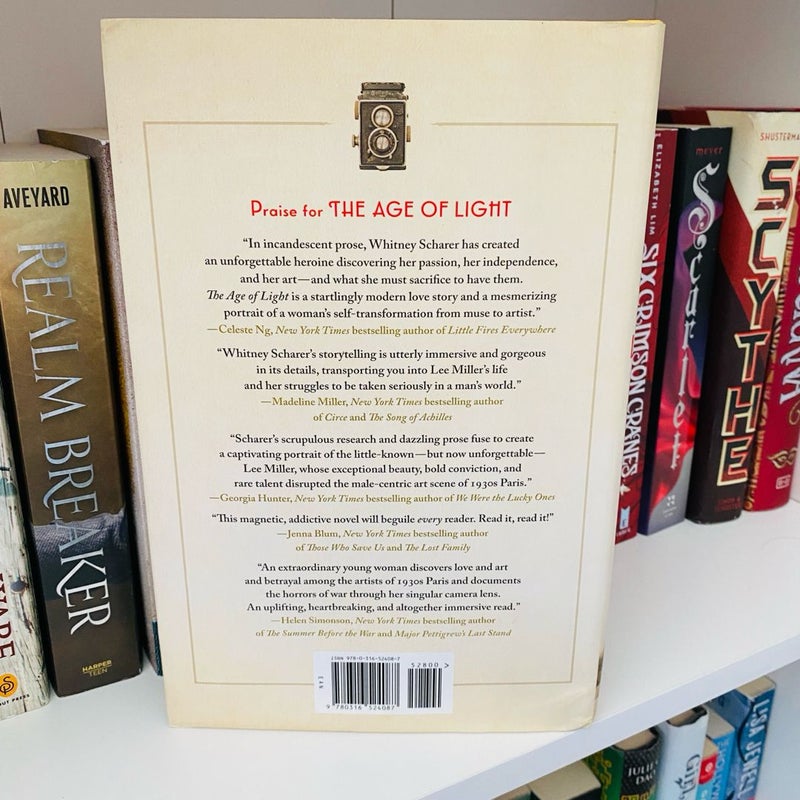 AVEYARD
REALM BREAKER
HARPER
TEEN
Praise for THE AGE OF LIGHT
“In incandescent prose, Whitney Scharer has created
an unforgettable heroine discovering her passion, her independence,
and her art—and what she must sacrifice to have them.
The Age of Light is a startlingly modern love story and a mesmerizing
portrait of a woman’s self-transformation from muse to artist.”
—Celeste Ng, New York Times bestselling author of Little Fires Everywhere
“Whitney Scharer’s storytelling is utterly immersive and gorgeous
in its details, transporting you into Lee Miller’s life
and her struggles to be taken seriously in a man’s world.”
—Madeline Miller, New York Times bestselling author
of Circe and The Song of Achilles
“Scharer’s scrupulous research and dazzling prose fuse to create
a captivating portrait of the little-known—but now unforgettable—
Lee Miller, whose exceptional beauty, bold conviction, and
rare talent disrupted the male-centric art scene of 1930s Paris.”
—Georgia Hunter, New York Times bestselling author of We Were the Lucky Ones
“This magnetic, addictive novel will beguile every reader. Read it, read it!”
—Jenna Blum, New York Times bestselling author
of Those Who Save Us and The Lost Family
“An extraordinary young woman discovers love and art
and betrayal among the artists of 1930s Paris and documents
the horrors of war through her singular camera lens.
An uplifting, heartbreaking, and altogether immersive read.”
—Helen Simonson, New York Times bestselling author
of The Summer Before the War and Major Pettigrew’s Last Stand
ISBN 978-0-316-52408-7
52800 >
EAN
9 780316 524087
ELIZABETH LIM
SIX CRIMSON CRANES
meyer
Scarlet
SHUSTERMA
SCYTHE
LISA JEWELL